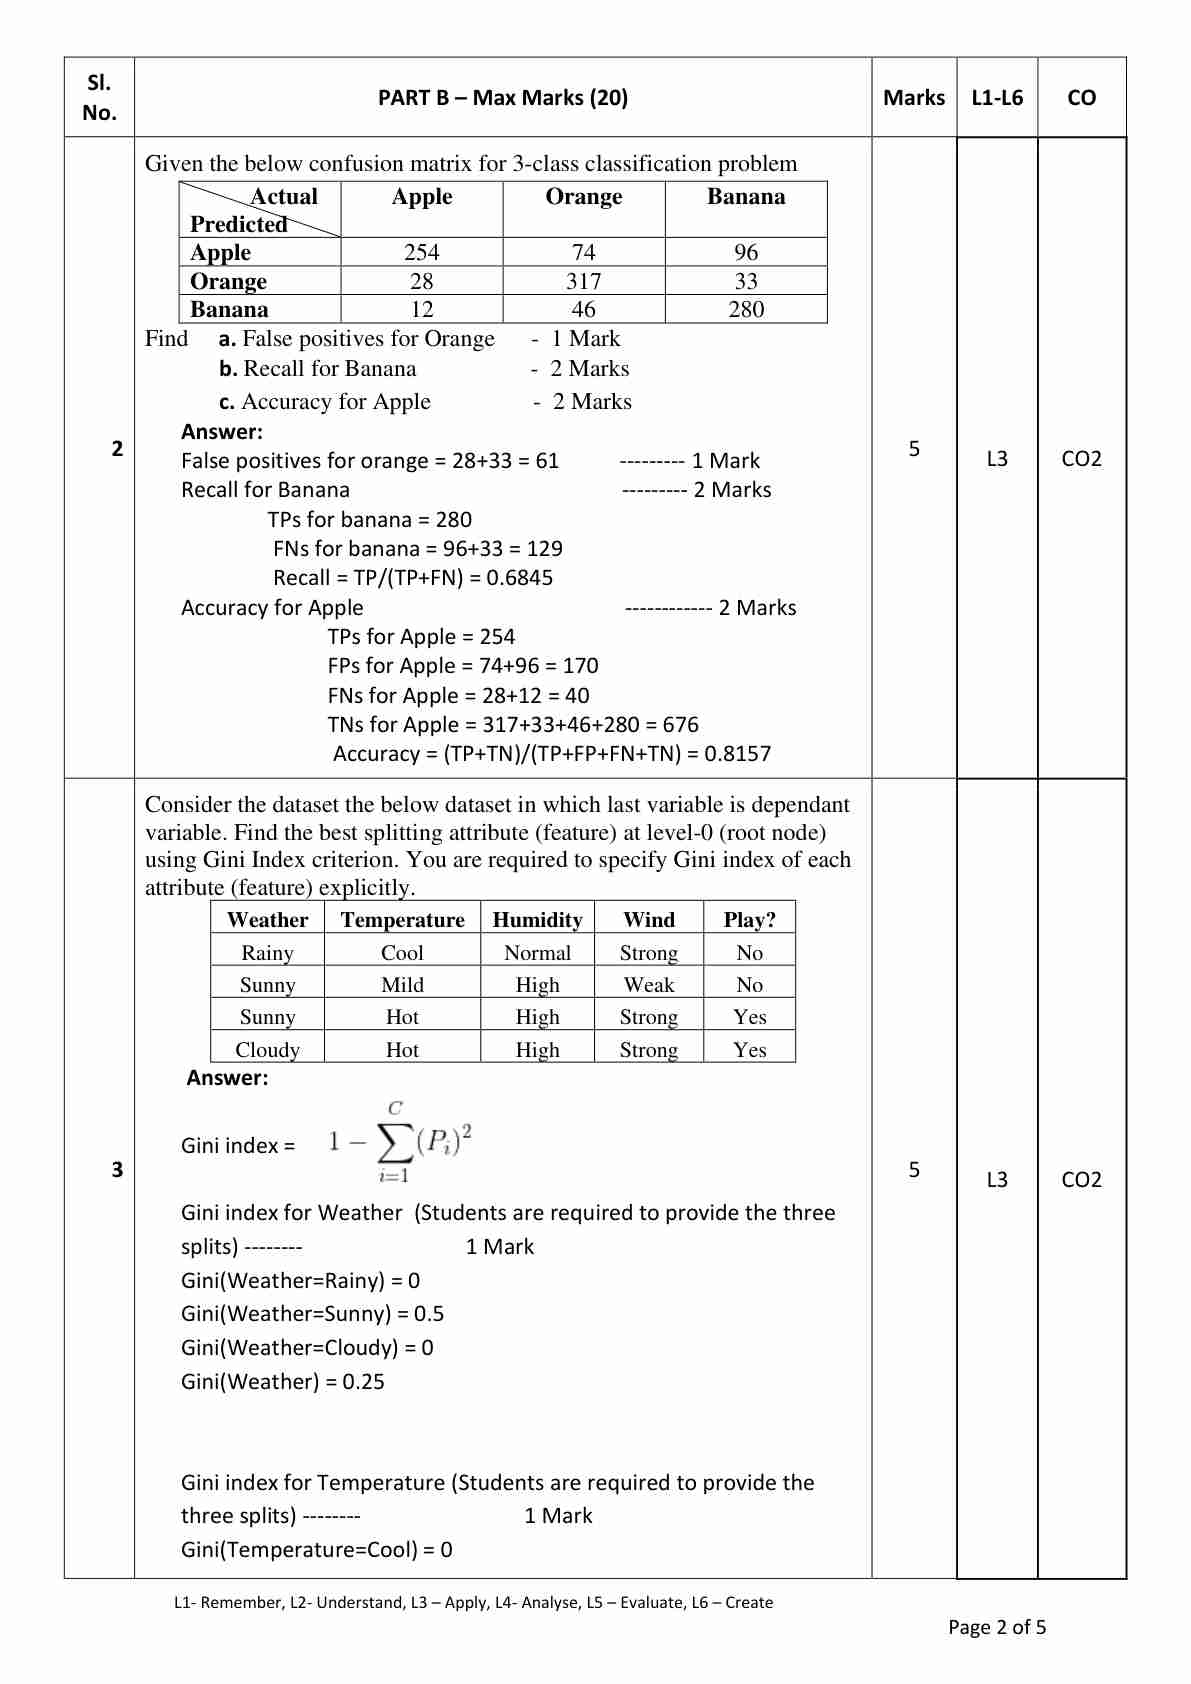 Sl. No. PART B – Max Marks (20) Marks L1-L6 CO
Given the below confusion matrix for 3-class classification problem
Actual Predicted Apple Orange Banana
Apple 254 74 96
Orange 28 317 33
Banana 12 46 280
Find a. False positives for Orange - 1 Mark
b. Recall for Banana - 2 Marks
c. Accuracy for Apple - 2 Marks
Answer:
2 5 L3 CO2
False positives for orange = 28+33 = 61 --------- 1 Mark
Recall for Banana --------- 2 Marks
TPs for banana = 280
FNs for banana = 96+33 = 129
Recall = TP/(TP+FN) = 0.6845
Accuracy for Apple ------------ 2 Marks
TPs for Apple = 254
FPs for Apple = 74+96 = 170
FNs for Apple = 28+12 = 40
TNs for Apple = 317+33+46+280 = 676
Accuracy = (TP+TN)/(TP+FP+FN+TN) = 0.8157
Consider the dataset the below dataset in which last variable is dependant
variable. Find the best splitting attribute (feature) at level-0 (root node)
using Gini Index criterion. You are required to specify Gini index of each
attribute (feature) explicitly.
Weather Temperature Humidity Wind Play?
Rainy Cool Normal Strong No
Sunny Mild High Weak No
Sunny Hot High Strong Yes
Cloudy Hot High Strong Yes
Answer:
Gini index = 1 − ∑_{i=1}^{C} (P_i)^2
3 5 L3 CO2
Gini index for Weather (Students are required to provide the three
splits) -------- 1 Mark
Gini(Weather=Rainy) = 0
Gini(Weather=Sunny) = 0.5
Gini(Weather=Cloudy) = 0
Gini(Weather) = 0.25
Gini index for Temperature (Students are required to provide the
three splits) -------- 1 Mark
Gini(Temperature=Cool) = 0
L1- Remember, L2- Understand, L3 – Apply, L4- Analyse, L5 – Evaluate, L6 – Create
Page 2 of 5